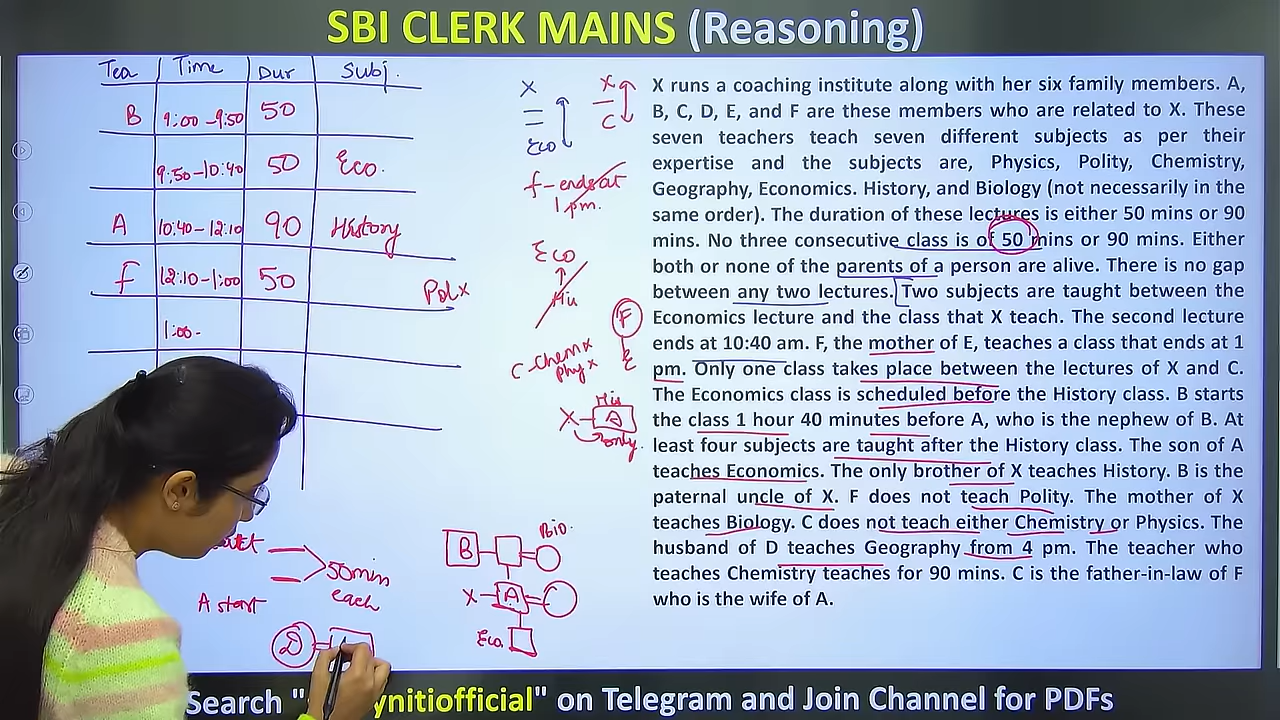 SBI CLERK MAINS (Reasoning)
Tea Time Dur Subj.
B 9:00-9:50 50
9:50-10:40 50 Eco.
A 10:40-12:10 90 History
F 12:10-1:00 50
Pol x
1:00-
50min
each
A start
D
X
Eco
X
C
f-ends at
1 pm.
Eco
His
F
E
C-chem x
phy x
His
X-A
only.
B
Bio.
X-A
Eco.
X runs a coaching institute along with her six family members. A,
B, C, D, E, and F are these members who are related to X. These
seven teachers teach seven different subjects as per their
expertise and the subjects are, Physics, Polity, Chemistry,
Geography, Economics. History, and Biology (not necessarily in the
same order). The duration of these lectures is either 50 mins or 90
mins. No three consecutive class is of 50 mins or 90 mins. Either
both or none of the parents of a person are alive. There is no gap
between any two lectures. Two subjects are taught between the
Economics lecture and the class that X teach. The second lecture
ends at 10:40 am. F, the mother of E, teaches a class that ends at 1
pm. Only one class takes place between the lectures of X and C.
The Economics class is scheduled before the History class. B starts
the class 1 hour 40 minutes before A, who is the nephew of B. At
least four subjects are taught after the History class. The son of A
teaches Economics. The only brother of X teaches History. B is the
paternal uncle of X. F does not teach Polity. The mother of X
teaches Biology. C does not teach either Chemistry or Physics. The
husband of D teaches Geography from 4 pm. The teacher who
teaches Chemistry teaches for 90 mins. C is the father-in-law of F
who is the wife of A.
Search " ynitiofficial" on Telegram and Join Channel for PDFs